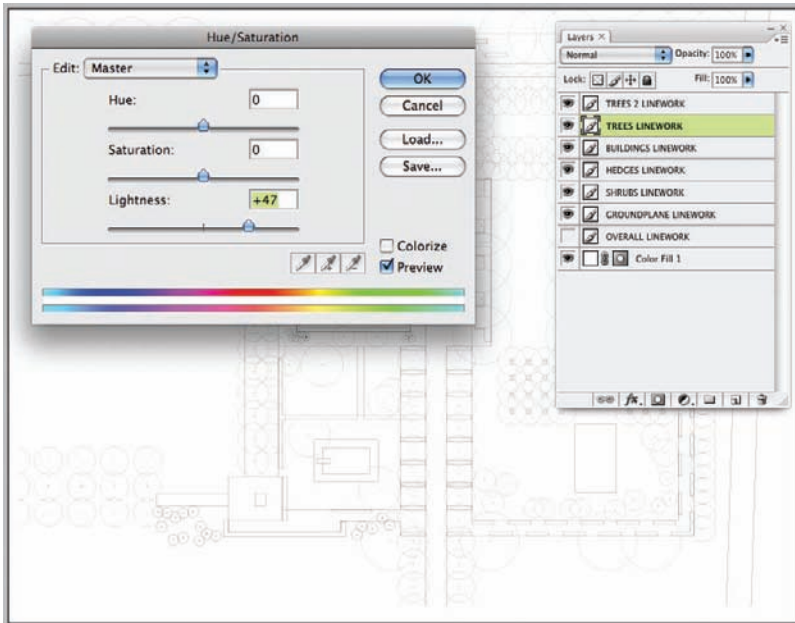 Hue/Saturation
Edit: Master
Hue: 0
Saturation: 0
Lightness: +47
OK
Cancel
Load...
Save...
Colorize
Preview
Layers ×
Normal Opacity: 100%
Lock: Fill: 100%
TREES 2 LINEWORK
TREES LINEWORK
BUILDINGS LINEWORK
HEDGES LINEWORK
SHRUBS LINEWORK
GROUNDPLANE LINEWORK
OVERALL LINEWORK
Color Fill 1
fx.